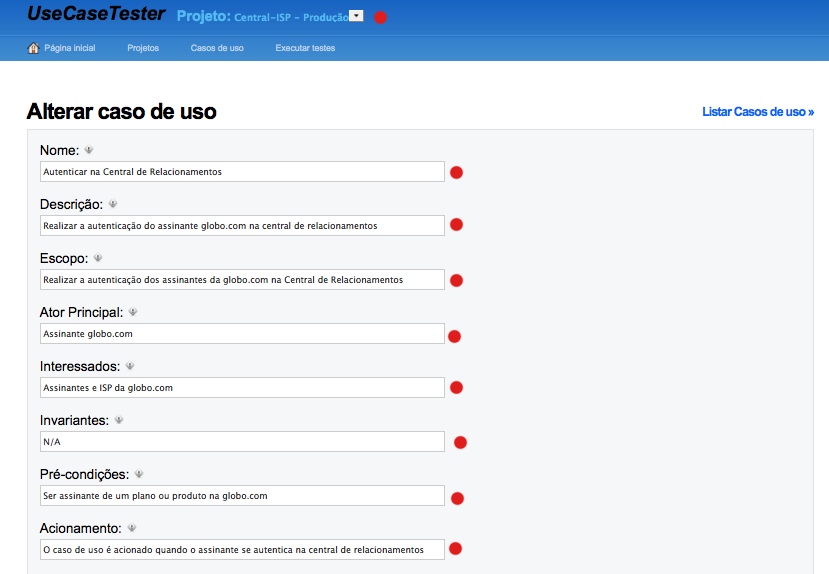 UseCaseTester Projeto: Central-ISP - Produção
Página inicial Projetos Casos de uso Executar testes
Alterar caso de uso Listar Casos de uso »
Nome:
Autenticar na Central de Relacionamentos
Descrição:
Realizar a autenticação do assinante globo.com na central de relacionamentos
Escopo:
Realizar a autenticação dos assinantes da globo.com na Central de Relacionamentos
Ator Principal:
Assinante globo.com
Interessados:
Assinantes e ISP da globo.com
Invariantes:
N/A
Pré-condições:
Ser assinante de um plano ou produto na globo.com
Acionamento:
O caso de uso é acionado quando o assinante se autentica na central de relacionamentos